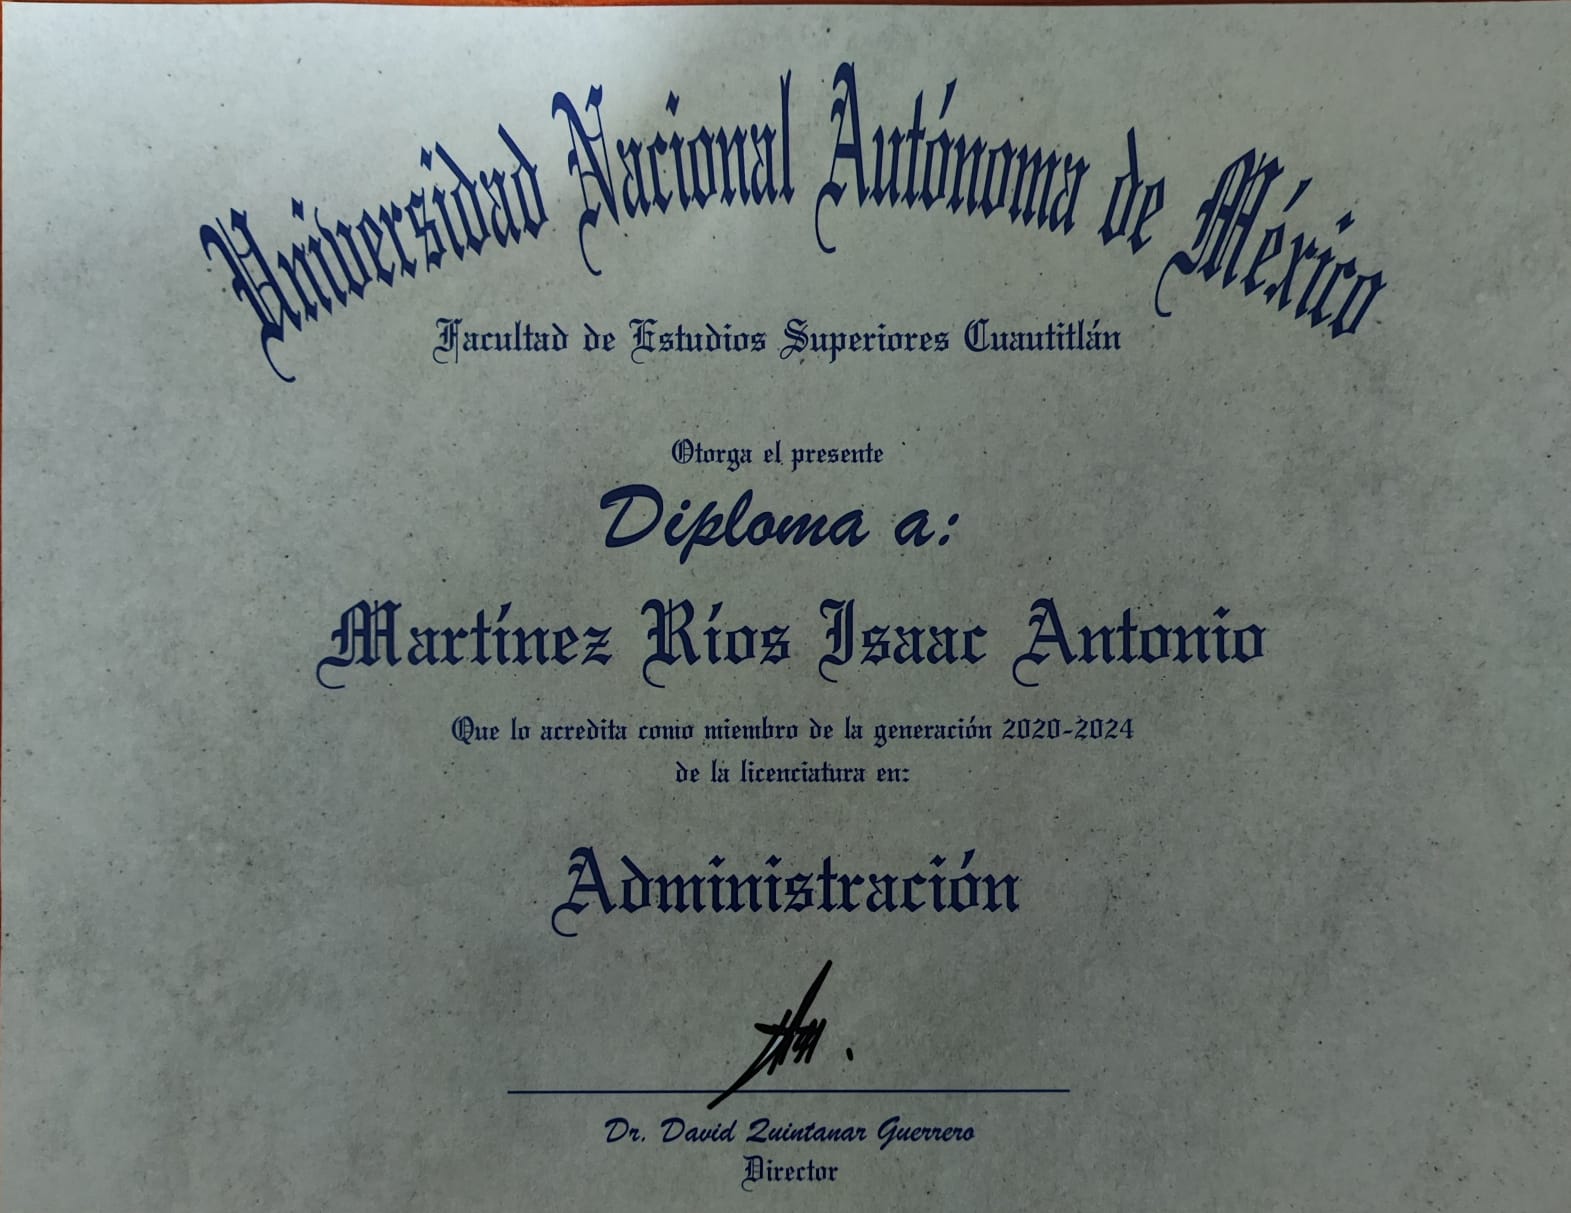 Universidad Nacional Autónoma de México
Facultad de Estudios Superiores Cuautitlán
Otorga el presente
Diploma a:
Martínez Ríos Isaac Antonio
Que lo acredita como miembro de la generación 2020-2024
de la licenciatura en:
Administración
Dr. David Quintanar Guerrero
Director